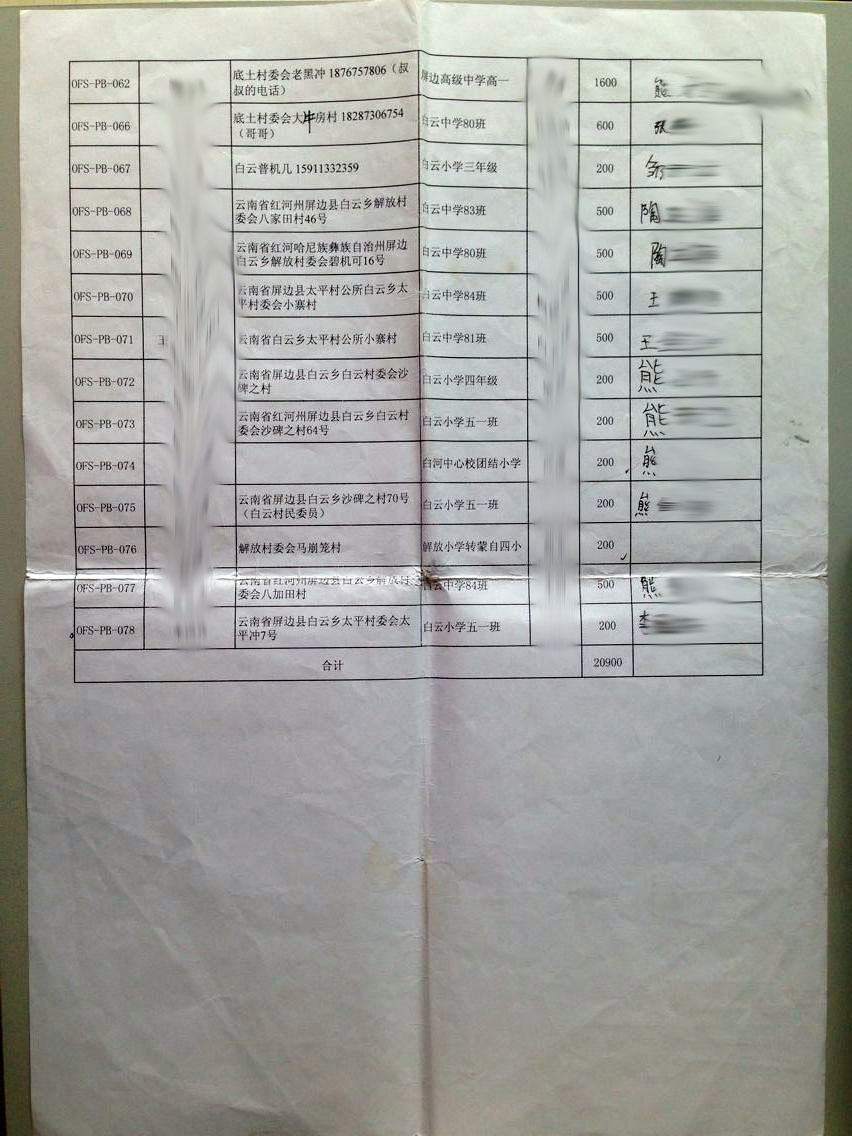 OFS-PB-062 底土村委会老黑冲 1876757806（叔 屏边高级中学高一 1600 熊
叔的电话）
OFS-PB-066 底土村委会大牛房村 18287306754 白云中学80班 600 张
（哥哥）
OFS-PB-067 白云普机儿 15911332359 白云小学三年级 200 邹
OFS-PB-068 云南省红河州屏边县白云乡解放村 白云中学83班 500 陶
委会八家田村46号
OFS-PB-069 云南省红河哈尼族彝族自治州屏边 白云中学80班 500 陶
白云乡解放村委会碧机可16号
OFS-PB-070 云南省屏边县太平村公所白云乡太 白云中学84班 500 王
平村委会小寨村
OFS-PB-071 王 云南省白云乡太平村公所小寨村 白云中学81班 500 王
OFS-PB-072 云南省屏边县白云乡白云村委会沙 白云小学四年级 200 熊
碑之村
OFS-PB-073 云南省红河州屏边县白云乡白云村 白云小学五一班 200 熊
委会沙碑之村64号
OFS-PB-074 白河中心校团结小学 200 熊
OFS-PB-075 云南省屏边县白云乡沙碑之村70号 白云小学五一班 200 熊
（白云村民委员）
OFS-PB-076 解放村委会马崩笼村 解放小学转蒙自四小 200
OFS-PB-077 云南省红河州屏边县白云乡解放村 白云中学84班 500 熊
委会八加田村
OFS-PB-078 云南省屏边县白云乡太平村委会太 白云小学五一班 200 李
平冲7号
合计 20900